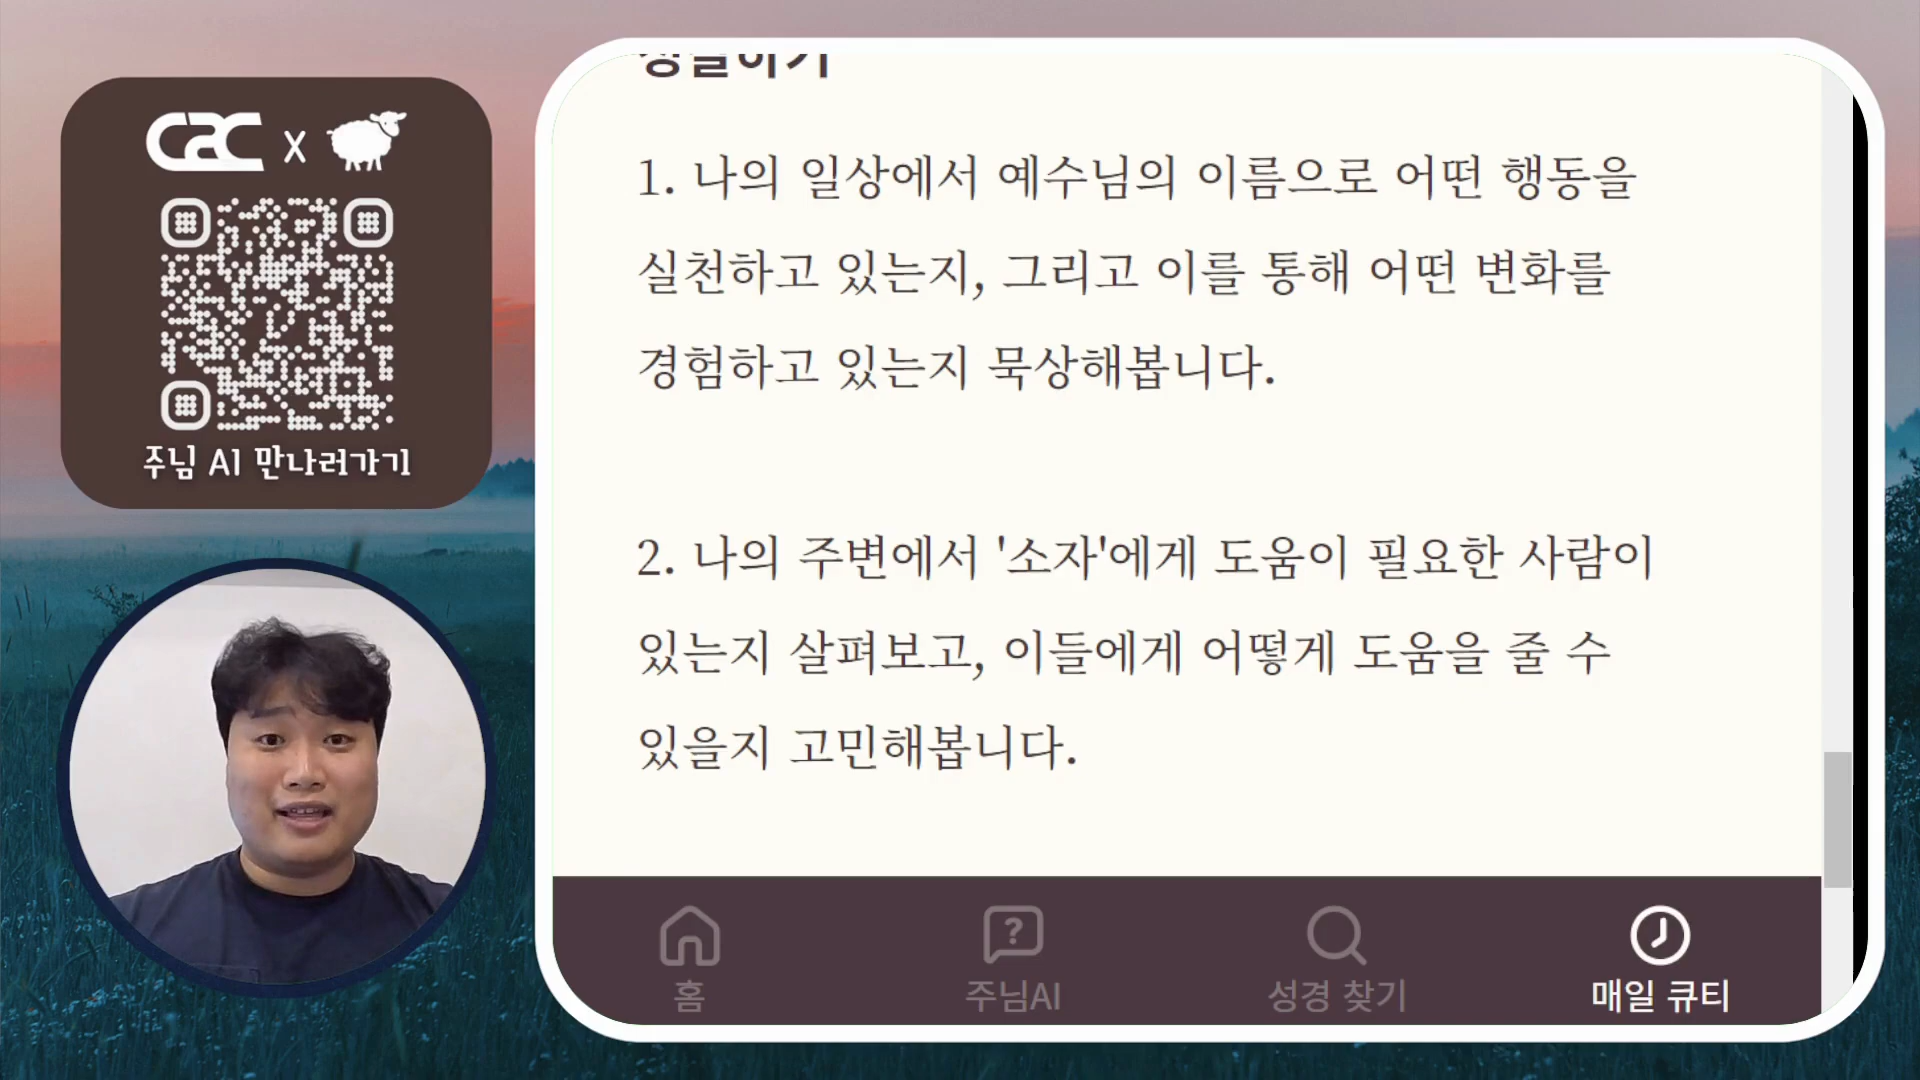 CAC X
주님 AI 만나러가기
1. 나의 일상에서 예수님의 이름으로 어떤 행동을
실천하고 있는지, 그리고 이를 통해 어떤 변화를
경험하고 있는지 묵상해봅니다.
2. 나의 주변에서 '소자'에게 도움이 필요한 사람이
있는지 살펴보고, 이들에게 어떻게 도움을 줄 수
있을지 고민해봅니다.
홈
주님AI
성경 찾기
매일 큐티